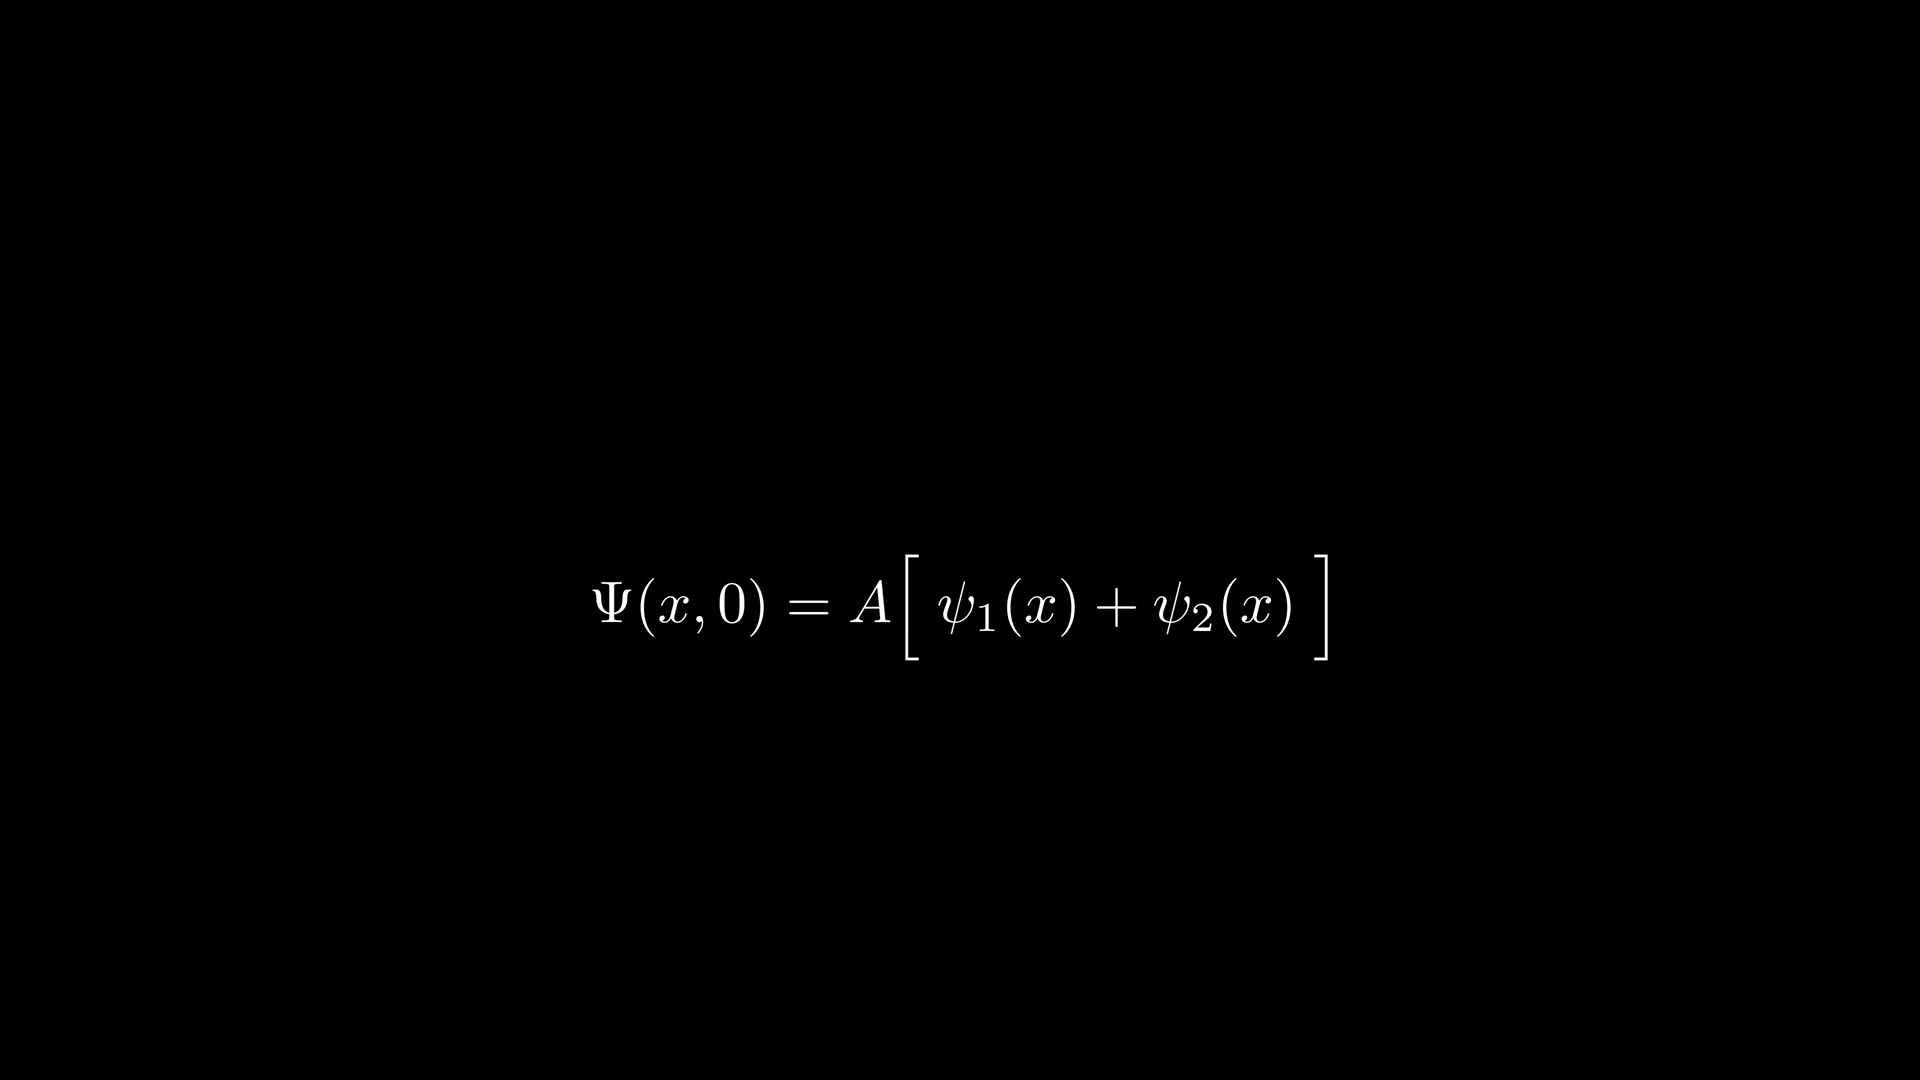 Ψ(x, 0) = A[ ψ₁(x) + ψ₂(x) ]